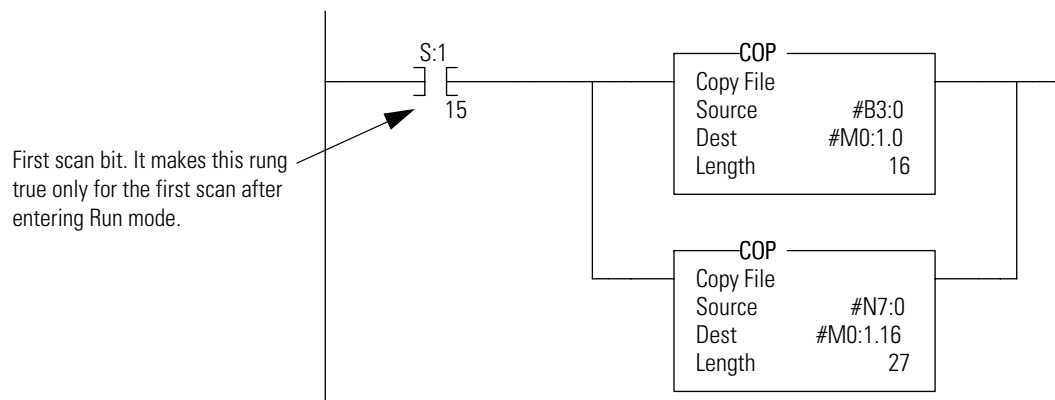 S:1
15
First scan bit. It makes this rung
true only for the first scan after
entering Run mode.
COP
Copy File
Source #B3:0
Dest #M0:1.0
Length 16
COP
Copy File
Source #N7:0
Dest #M0:1.16
Length 27